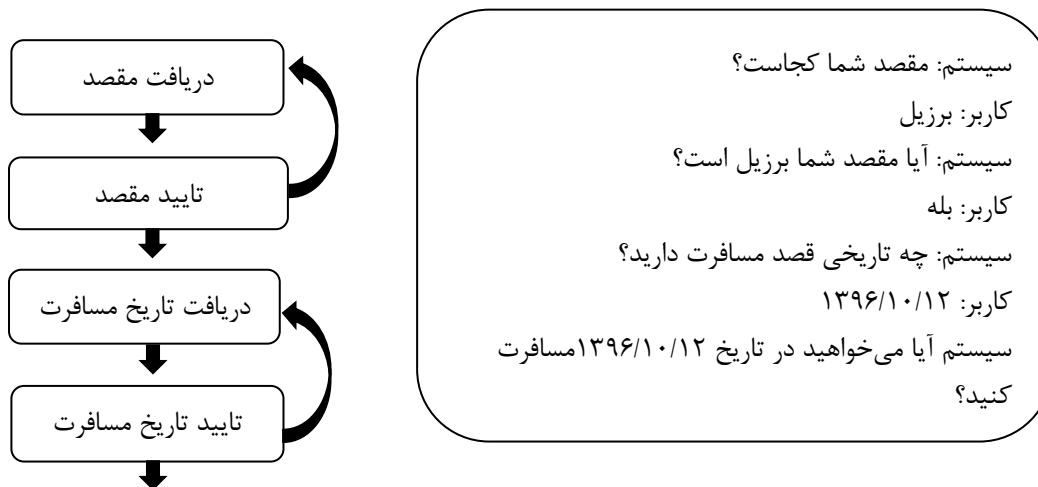 دریافت مقصد
تایید مقصد
دریافت تاریخ مسافرت
تایید تاریخ مسافرت
سیستم: مقصد شما کجاست؟
کاربر: برزیل
سیستم: آیا مقصد شما برزیل است؟
کاربر: بله
سیستم: چه تاریخی قصد مسافرت دارید؟
کاربر: ۱۳۹۶/۱۰/۱۲
سیستم آیا می‌خواهید در تاریخ ۱۳۹۶/۱۰/۱۲مسافرت
کنید؟